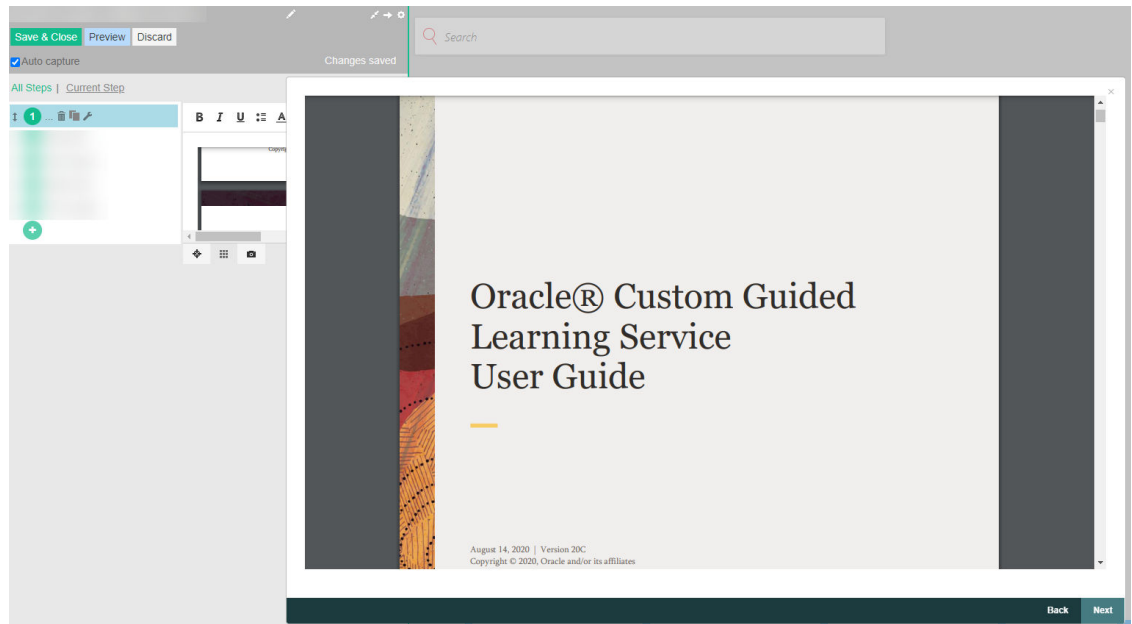 Save & Close Preview Discard
Search
Auto capture Changes saved
All Steps | Current Step
1 ...
B I U A
Oracle® Custom Guided
Learning Service
User Guide
August 14, 2020 | Version 20C
Copyright © 2020, Oracle and/or its affiliates
Back Next